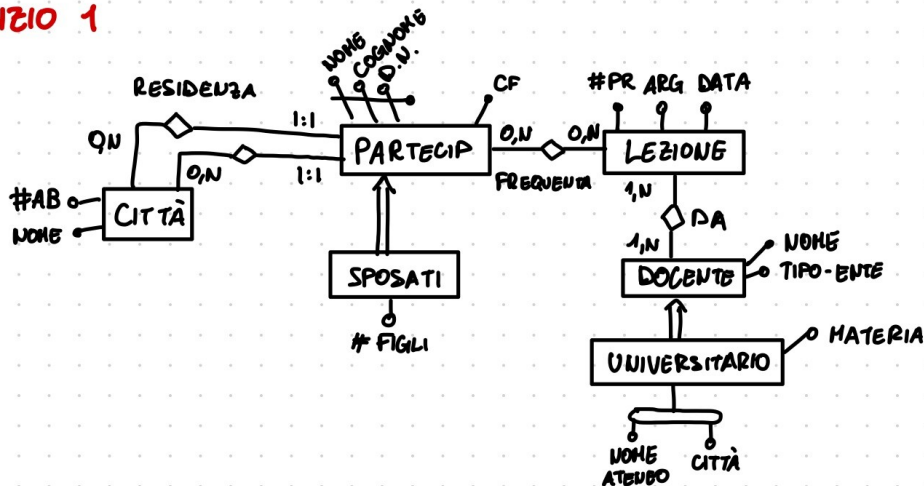 IZIO 1
NOME
COGNOME
D.N.
CF
RESIDENZA
#PR ARG DATA
0,N
1:1
PARTECIP
0,N
0,N
LEZIONE
0,N
1:1
FREQUENTA
1,N
#AB
NOME
CITTÀ
DA
1,N
SPOSATI
DOCENTE
NOME
TIPO-ENTE
# FIGLI
UNIVERSITARIO
MATERIA
NOME
ATENEO
CITTÀ